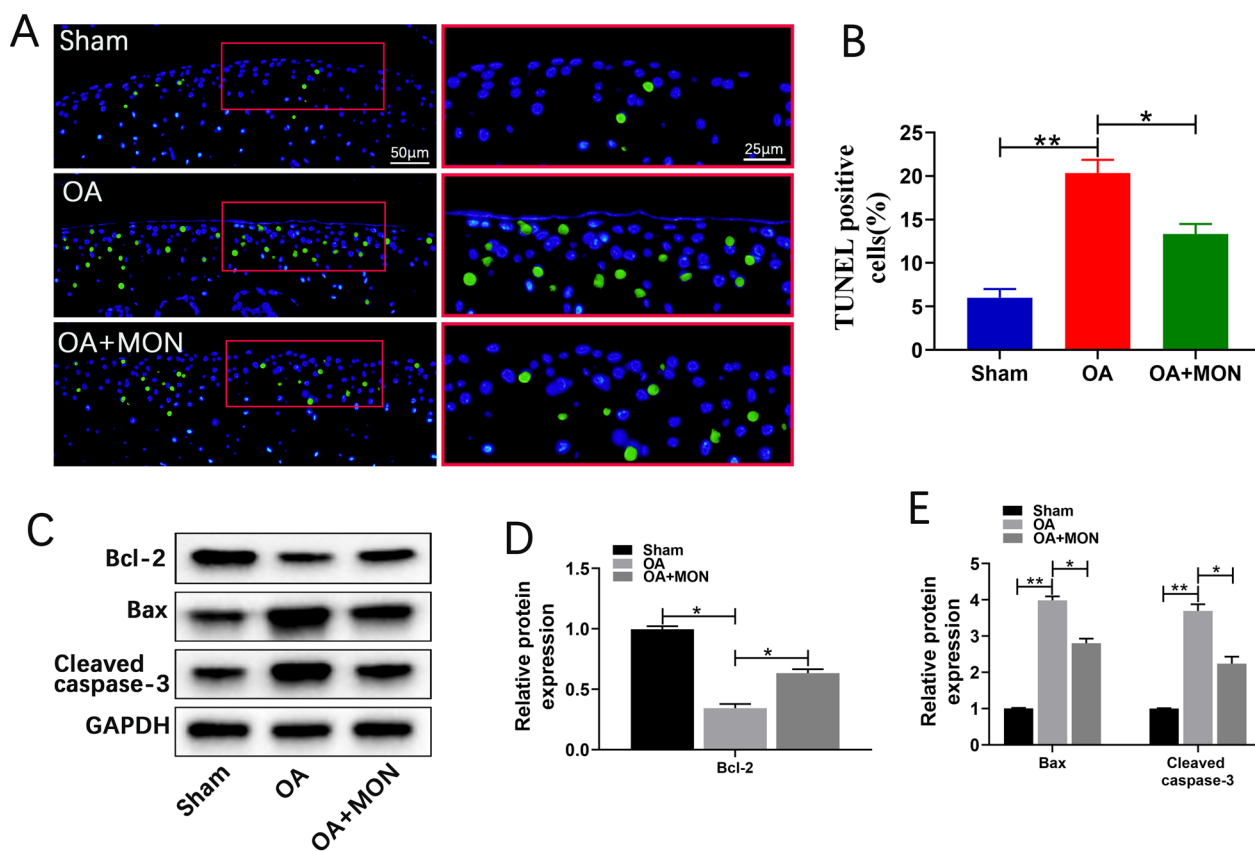 A
Sham
50μm
25μm
OA
OA+MON
B
TUNEL positive
cells(%)
25
20
15
10
5
0
**
*
Sham
OA
OA+MON
C
Bcl-2
Bax
Cleaved
caspase-3
GAPDH
Sham
OA
OA+MON
D
Sham
OA
OA+MON
Relative protein
expression
1.5
1.0
0.5
0.0
*
*
Bcl-2
E
Sham
OA
OA+MON
Relative protein
expression
5
4
3
2
1
0
**
*
**
*
Bax
Cleaved
caspase-3